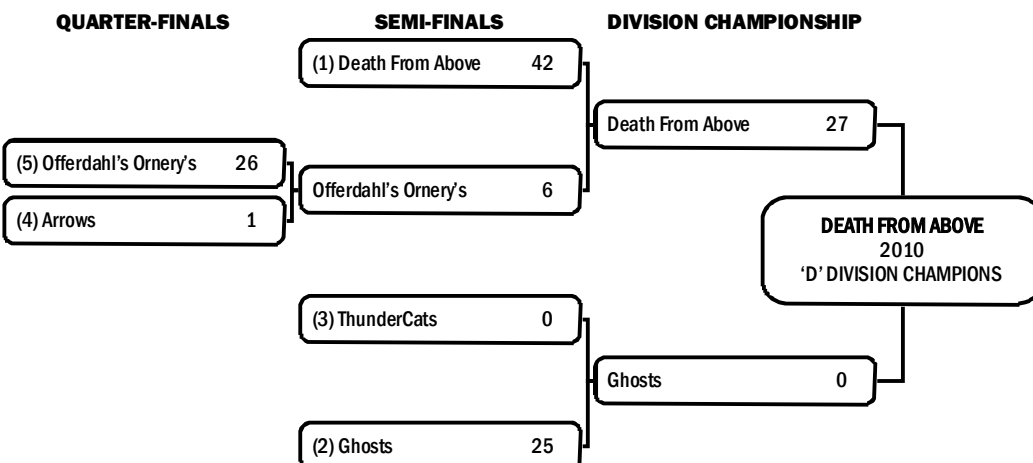 QUARTER-FINALS SEMI-FINALS DIVISION CHAMPIONSHIP
(1) Death From Above 42
Death From Above 27
(5) Offerdahl's Ornery's 26
Offerdahl's Ornery's 6
(4) Arrows 1
DEATH FROM ABOVE
2010
‘D’ DIVISION CHAMPIONS
(3) ThunderCats 0
Ghosts 0
(2) Ghosts 25